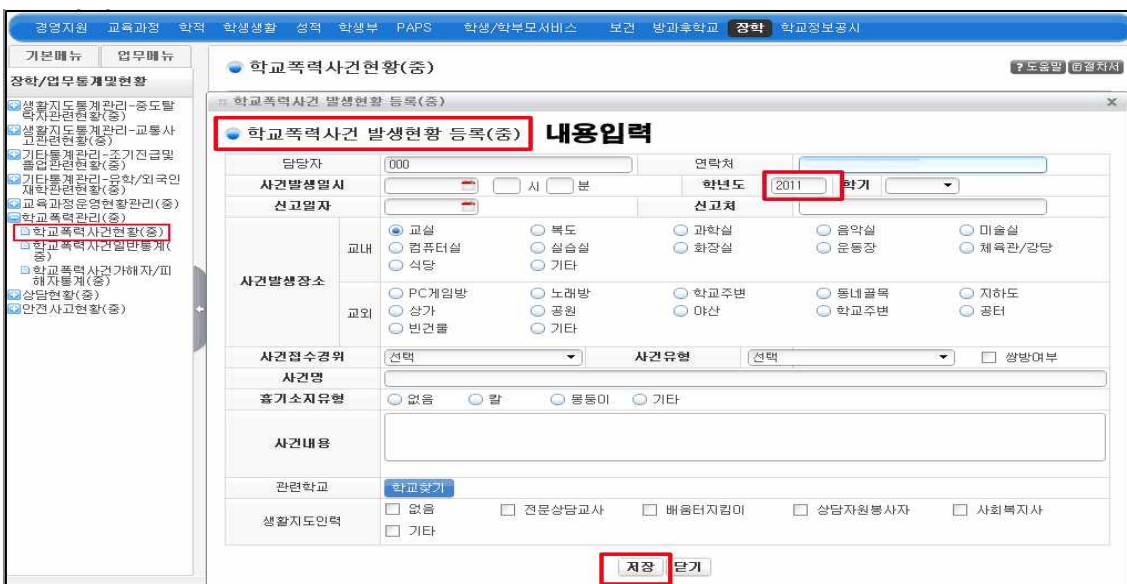 경영지원 교육과정 학적 학생생활 성적 학생부 PAPS 학생/학부모서비스 보건 방과후학교 장학 학교정보공시
기본메뉴 업무메뉴
장학/업무통계및현황
생활지도통계관리-중도탈
락자관련현황(중)
생활지도통계관리-교통사
고관련현황(중)
기타통계관리-조기진급및
졸업관련현황(중)
기타통계관리-유학/외국인
재학관련현황(중)
교육과정운영현황관리(중)
학교폭력관리(중)
학교폭력사건현황(중)
학교폭력사건일반통계(
중)
학교폭력사건가해자/피
해자통계(중)
상담현황(중)
안전사고현황(중)
학교폭력사건현황(중)
?도움말 결재처서
학교폭력사건 발생현황 등록(중) x
학교폭력사건 발생현황 등록(중) 내용입력
담당자 000 연락처
사건발생일시 시 분 학년도 2011 학기
신고일자 신고처
사건발생장소
교내
교실 복도 과학실 음악실 미술실
컴퓨터실 실습실 화장실 운동장 체육관/강당
식당 기타
교외
PC게임방 노래방 학교주변 동네골목 지하도
상가 공원 야산 학교주변 공터
빈건물 기타
사건접수경위 선택 사건유형 선택 쌍방여부
사건명
흉기소지유형 없음 칼 몽둥이 기타
사건내용
관련학교 학교찾기
생활지도인력
없음 전문상담교사 배움터지킴이 상담자원봉사자 사회복지사
기타
저장 닫기